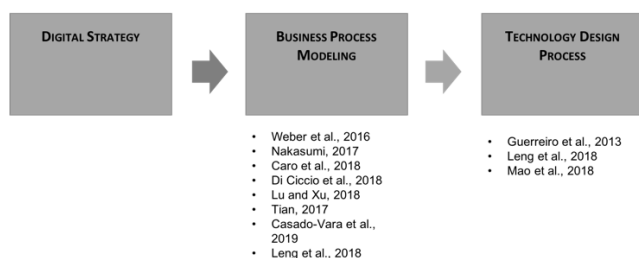 DIGITAL STRATEGY
BUSINESS PROCESS
MODELING
TECHNOLOGY DESIGN
PROCESS
• Weber et al., 2016
• Nakasumi, 2017
• Caro et al., 2018
• Di Ciccio et al., 2018
• Lu and Xu, 2018
• Tian, 2017
• Casado-Vara et al.,
2019
• Leng et al., 2018
• Guerreiro et al., 2013
• Leng et al., 2018
• Mao et al., 2018